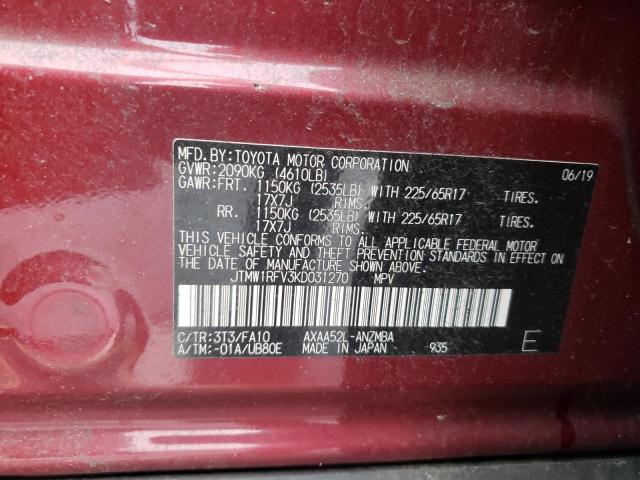 MFD.BY:TOYOTA MOTOR CORPORATION 06/19
GVWR:2090KG (4610LB)
GAWR:FRT. 1150KG (2535LB) WITH 225/65R17 TIRES.
17X7J RIMS.
RR. 1150KG (2535LB) WITH 225/65R17 TIRES.
17X7J RIMS.
THIS VEHICLE CONFORMS TO ALL APPLICABLE FEDERAL MOTOR
VEHICLE SAFETY, BUMPER, AND THEFT PREVENTION STANDARDS IN EFFECT ON
THE DATE OF MANUFACTURE SHOWN ABOVE.
JTMW1RFV3KD031270 MPV
C/TR:3T3/FA10 AXAA52L-ANZMBA
A/TM:-01A/UB80E MADE IN JAPAN 935 E